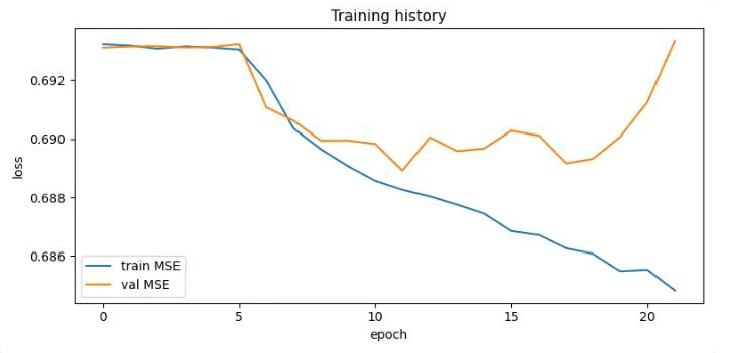 Training history
0.692
0.690
0.688
0.686
loss
train MSE
val MSE
0 5 10 15 20
epoch